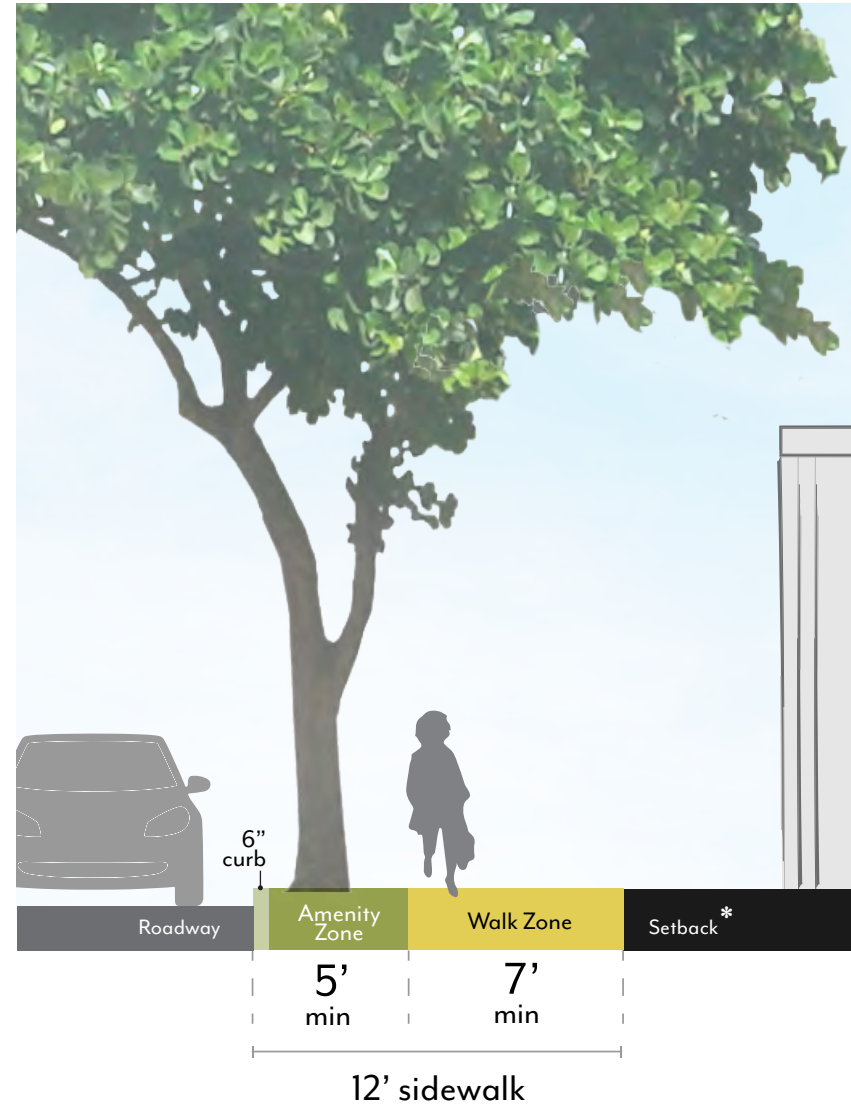 6”
curb
Roadway
Amenity
Zone
Walk Zone
Setback*
5’
min
7’
min
12’ sidewalk